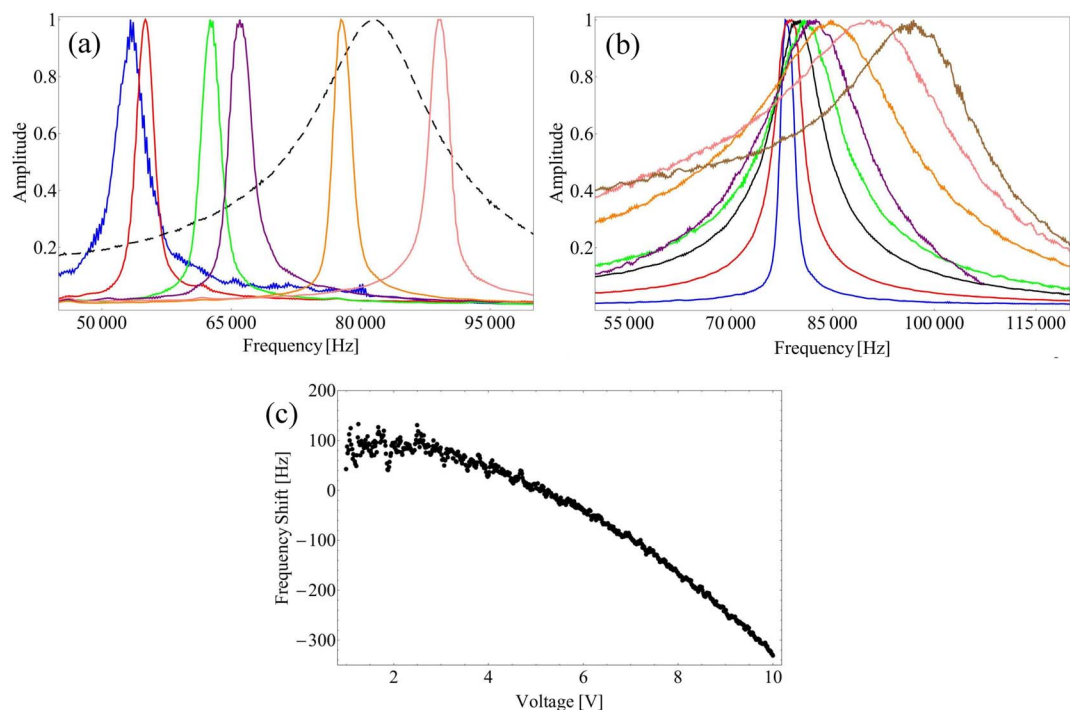 (a)
1
0.8
0.6
0.4
0.2
Amplitude
50 000 65 000 80 000 95 000
Frequency [Hz]
(b)
1
0.8
0.6
0.4
0.2
Amplitude
55 000 70 000 85 000 100 000 115 000
Frequency [Hz]
(c)
200
100
0
−100
−200
−300
Frequency Shift [Hz]
2 4 6 8 10
Voltage [V]